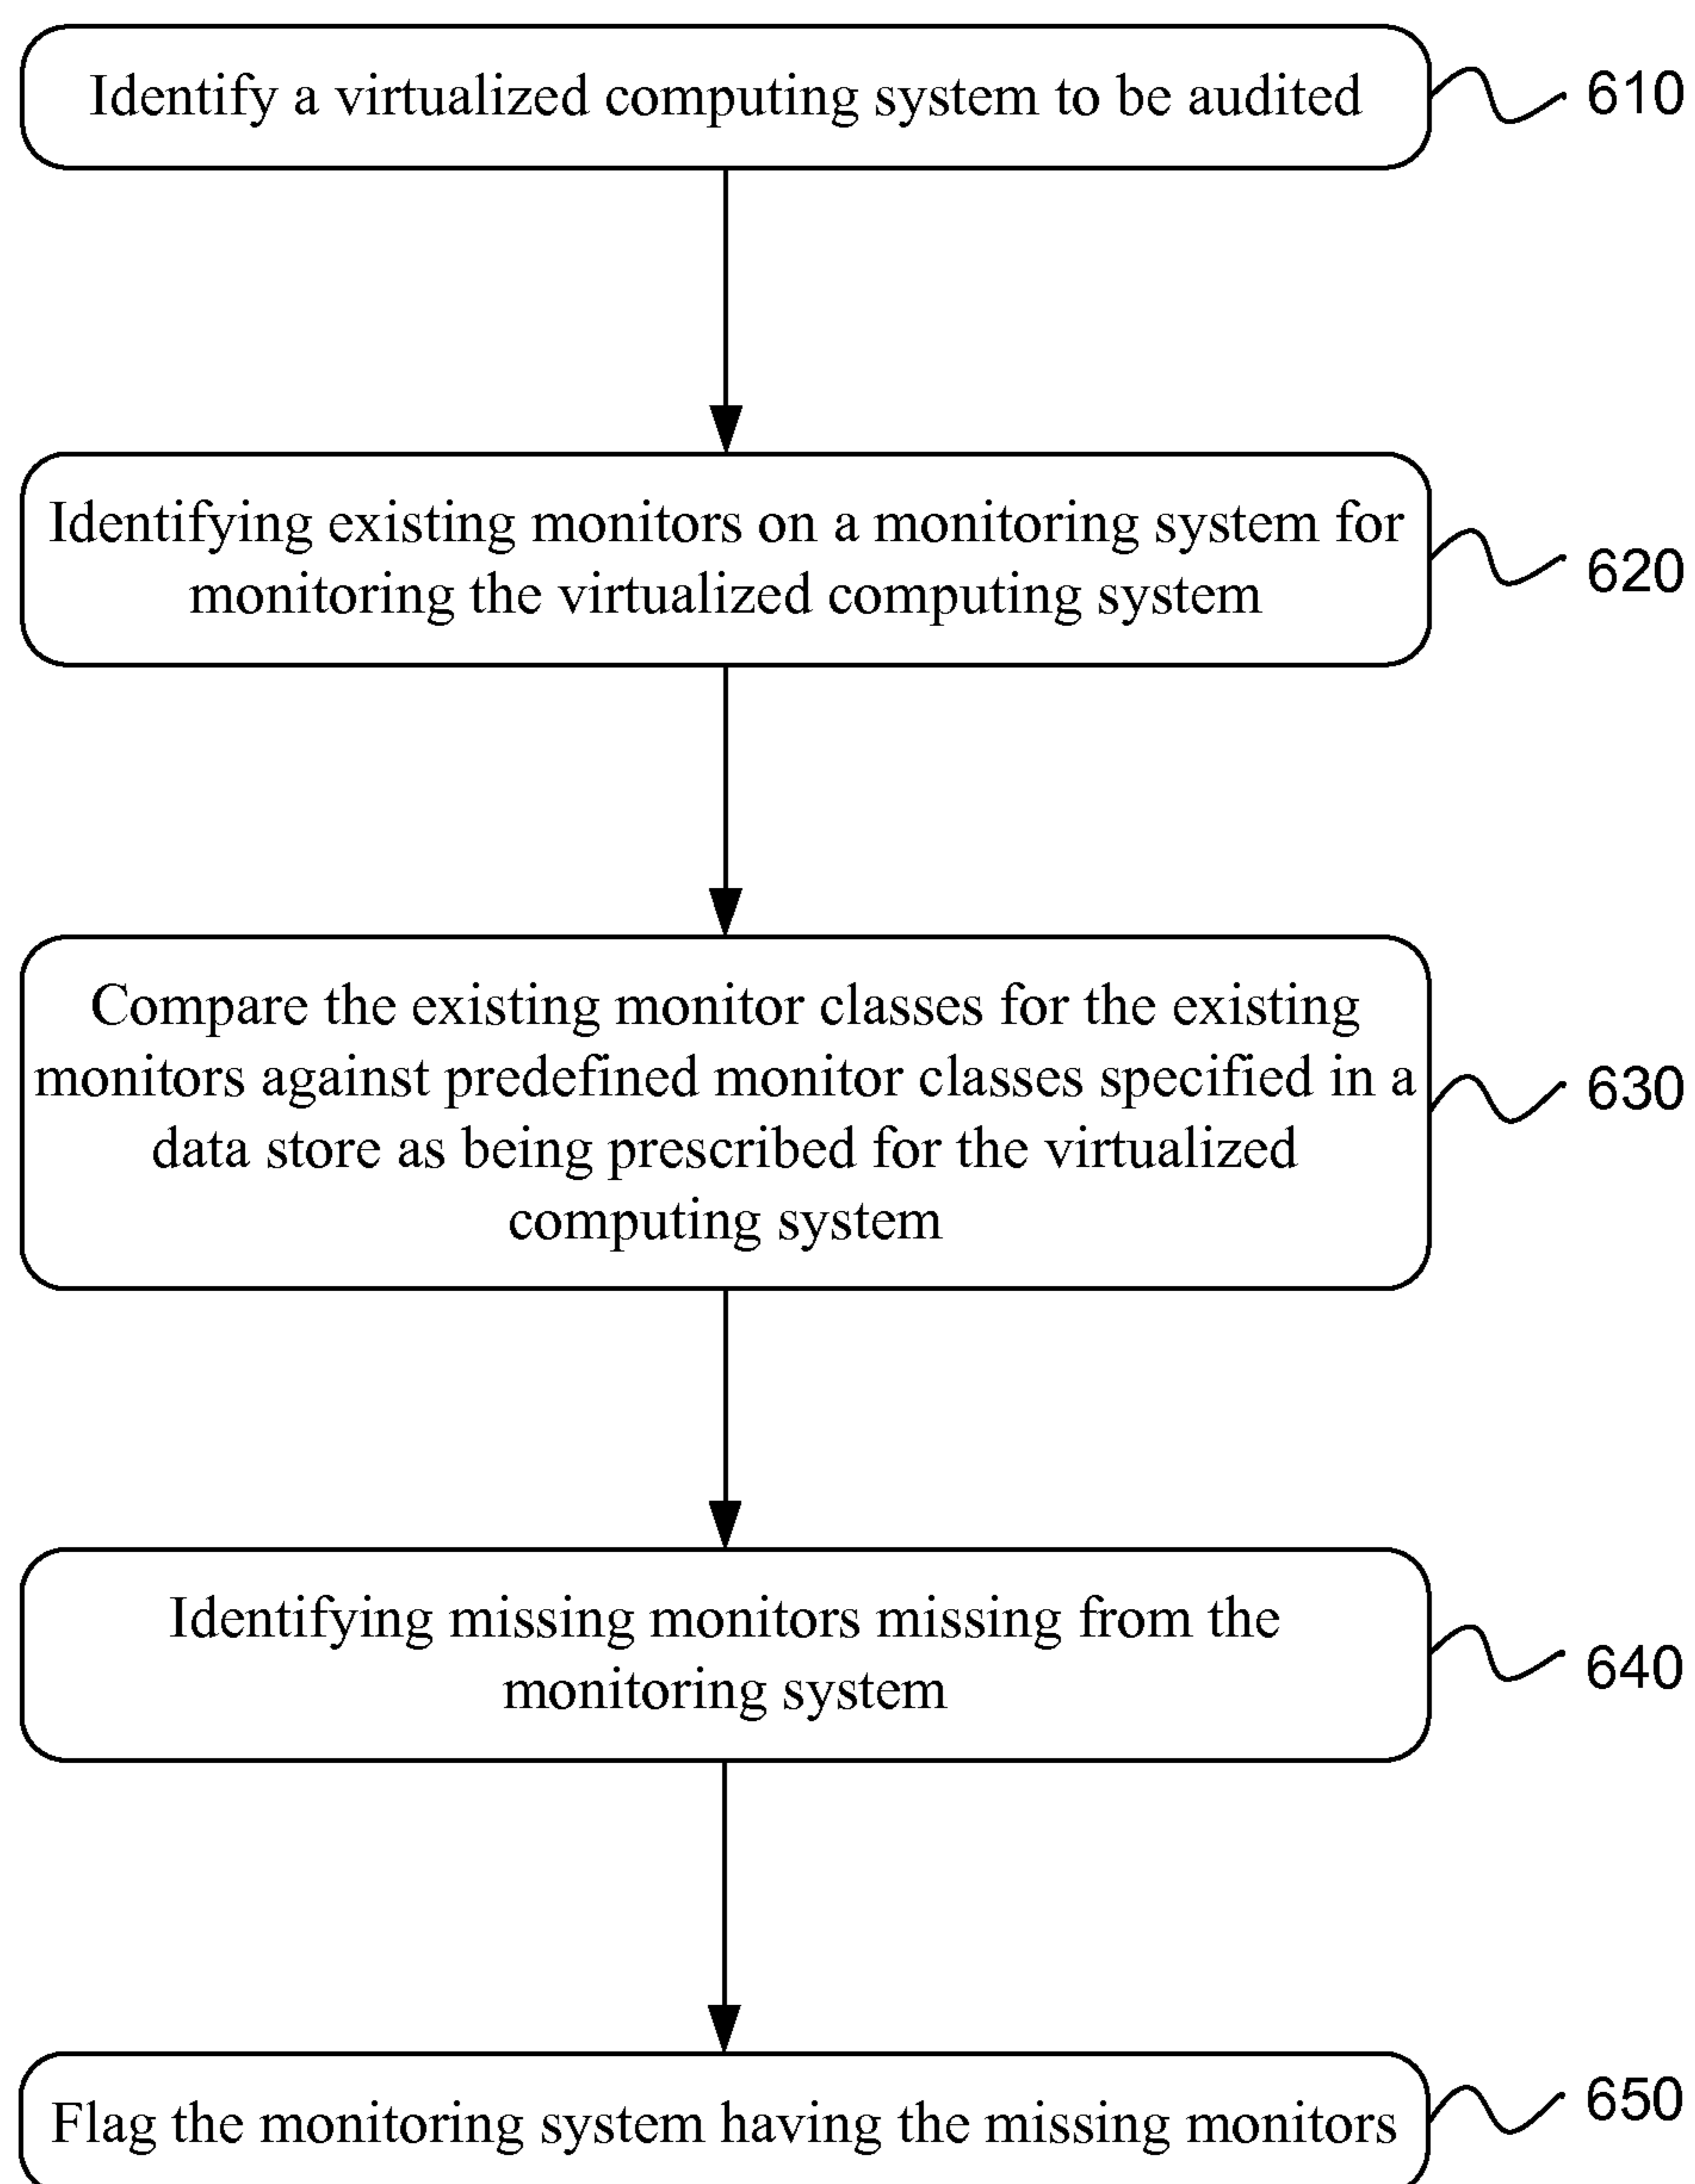 Identify a virtualized computing system to be audited
610
Identifying existing monitors on a monitoring system for
monitoring the virtualized computing system
620
Compare the existing monitor classes for the existing
monitors against predefined monitor classes specified in a
data store as being prescribed for the virtualized
computing system
630
Identifying missing monitors missing from the
monitoring system
640
Flag the monitoring system having the missing monitors
650